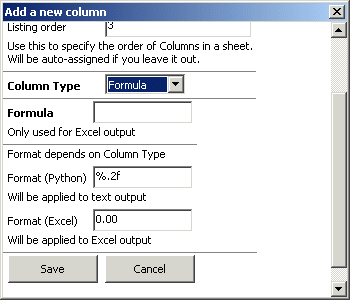 Add a new column
Listing order 3
Use this to specify the order of Columns in a sheet.
Will be auto-assigned if you leave it out.
Column Type Formula
Formula
Only used for Excel output
Format depends on Column Type
Format (Python) %.2f
Will be applied to text output
Format (Excel) 0.00
Will be applied to Excel output
Save Cancel